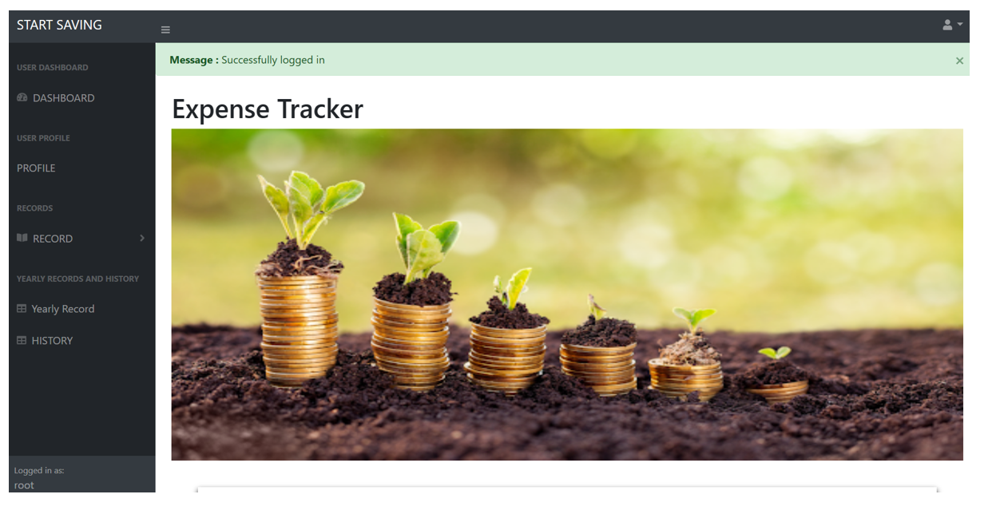 START SAVING
Message : Successfully logged in
×
USER DASHBOARD
DASHBOARD
USER PROFILE
PROFILE
RECORDS
RECORD
YEARLY RECORDS AND HISTORY
Yearly Record
HISTORY
Logged in as:
root
Expense Tracker